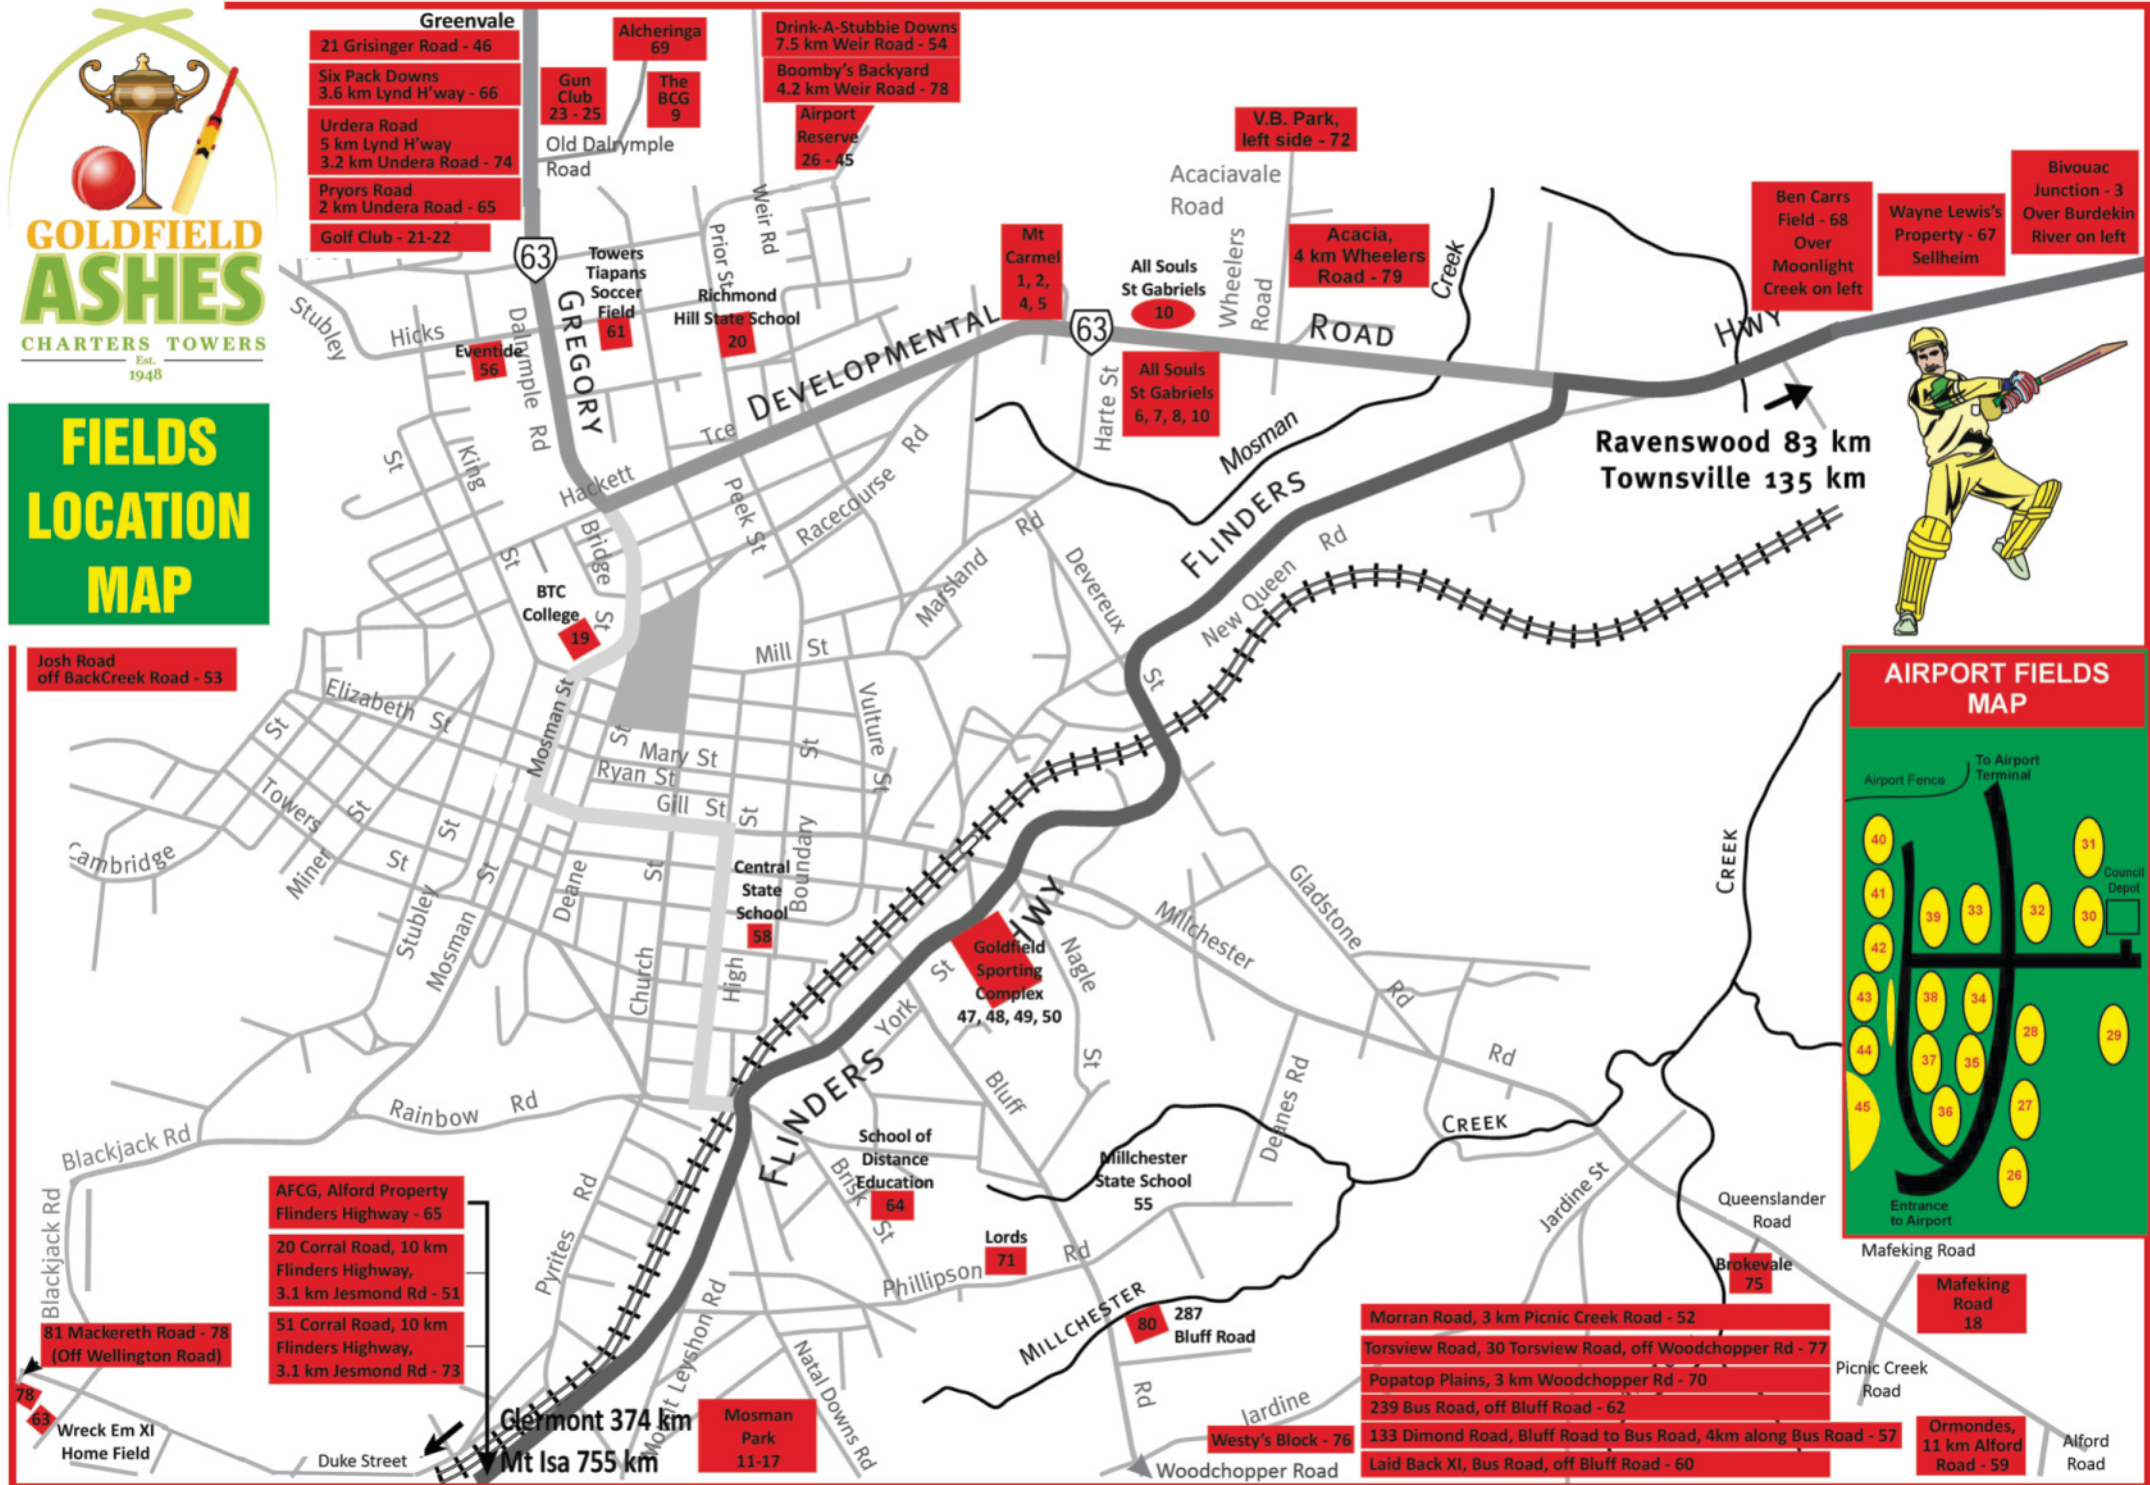 GOLDFIELD
ASHES
CHARTERS TOWERS
Est.
1948
FIELDS
LOCATION
MAP
Greenvale
21 Grisinger Road - 46
Six Pack Downs
3.6 km Lynd H'way - 66
Urdera Road
5 km Lynd H'way
3.2 km Undera Road - 74
Pryors Road
2 km Undera Road - 65
Golf Club - 21-22
Gun
Club
23 - 25
Alcheringa
69
The
BCG
9
Old Dalrymple
Road
Drink-A-Stubbie Downs
7.5 km Weir Road - 54
Boomby's Backyard
4.2 km Weir Road - 78
Airport
Reserve
26 - 45
Weir Rd
Prior St
63
GREGORY
Dalrymple Rd
Towers
Tiapans
Soccer
Field
61
Richmond
Hill State School
20
Stubley
Hicks
Eventide
56
DEVELOPMENTAL
ROAD
Mt
Carmel
1, 2,
4, 5
63
All Souls
St Gabriels
10
All Souls
St Gabriels
6, 7, 8, 10
V.B. Park,
left side - 72
Acaciavale
Road
Wheelers
Road
Acacia,
4 km Wheelers
Road - 79
Mosman
Creek
Harte St
Ben Carrs
Field - 68
Over
Moonlight
Creek on left
Wayne Lewis's
Property - 67
Sellheim
Bivouac
Junction - 3
Over Burdekin
River on left
HWY
Ravenswood 83 km
Townsville 135 km
St
King
St
Hackett
Tce
Bridge
St
Peek St
Racecourse
Rd
Marsland
Rd
Devereux
St
FLINDERS
New Queen
Rd
BTC
College
19
Josh Road
off BackCreek Road - 53
Elizabeth St
Mosman St
Mill St
Vulture
St
St
Mary St
Ryan St
Gill St
St
Boundary
St
Towers
St
Cambridge
Miner
St
Stubley
St
Mosman
St
Deane
St
Church
St
High
Central
State
School
58
HWY
Goldfield
Sporting
Complex
47, 48, 49, 50
Nagle
St
York
St
Bluff
Millchester
Rd
Gladstone
Rd
Deanes Rd
CREEK
CREEK
FLINDERS
Rainbow Rd
Blackjack Rd
Blackjack Rd
Pyrites
Rd
School of
Distance
Education
64
Brisk
St
Millchester
State School
55
Lords
71
Phillipson
Rd
MILLCHESTER
80
287
Bluff Road
Rd
Jardine St
Queenslander
Road
Brokevale
75
Mafeking Road
Mafeking
Road
18
Picnic Creek
Road
AFCG, Alford Property
Flinders Highway - 65
20 Corral Road, 10 km
Flinders Highway,
3.1 km Jesmond Rd - 51
51 Corral Road, 10 km
Flinders Highway,
3.1 km Jesmond Rd - 73
81 Mackereth Road - 78
(Off Wellington Road)
78
63
Wreck Em XI
Home Field
Duke Street
Clermont 374 km
Mt Isa 755 km
Mont Leyshon Rd
Natal Downs Rd
Mosman
Park
11-17
Jardine
Westy's Block - 76
Woodchopper Road
Morran Road, 3 km Picnic Creek Road - 52
Torsview Road, 30 Torsview Road, off Woodchopper Rd - 77
Popatop Plains, 3 km Woodchopper Rd - 70
239 Bus Road, off Bluff Road - 62
133 Dimond Road, Bluff Road to Bus Road, 4km along Bus Road - 57
Laid Back XI, Bus Road, off Bluff Road - 60
Ormondes,
11 km Alford
Road - 59
Alford
Road
AIRPORT FIELDS
MAP
To Airport
Terminal
Airport Fence
40
31
41
Council
Depot
39
33
32
30
42
43
38
34
28
29
44
37
35
45
36
27
26
Entrance
to Airport